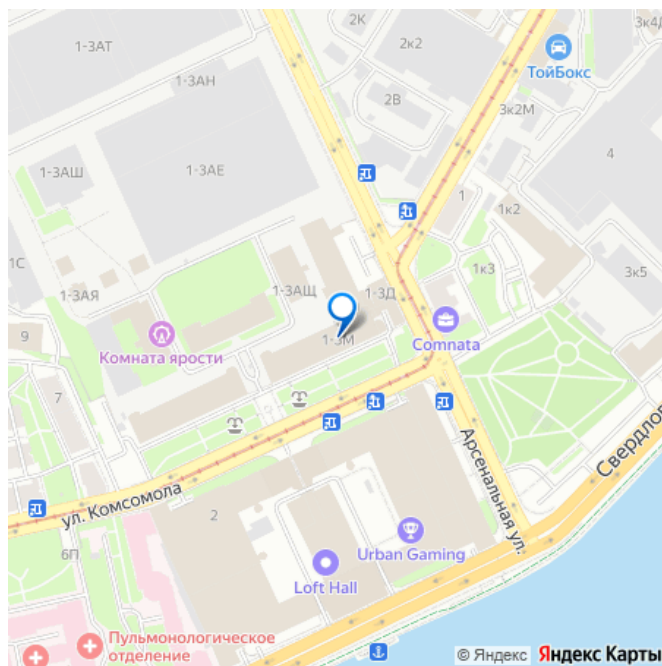 1-3АТ
2К
2к2
3к4Д
ТойБокс
1-3АН
2В
3к2М
1-3АШ
1-3АЕ
4
1
1к2
1С
1к3
3к5
1-3АЯ
1-3АЩ
1-3Д
9
Комната ярости
1-3М
Comnata
7
Свердлов
ул. Комсомола
Арсенальная ул.
2
6П
Urban Gaming
Loft Hall
Пульмонологическое
отделение
© Яндекс Яндекс Карты